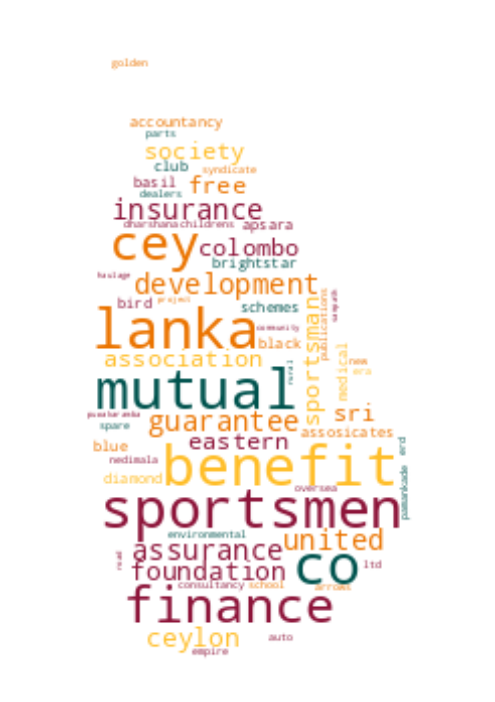 golden
accountancy
parts
society
club syndicate
basil free
dealers
insurance
dharshana childrens apsara
cey colombo
brightstar
haulage development
bird project schemes
sportsman publications sampath
lanka community
black
association rural medical new
era
mutual
puwakaramba guarantee sri
spare eastern assosicates
blue erd
nedimala benefit
diamond pamankade
oversea
sportsmen
environmental united
assurance
road foundation co ltd
consultancy school arrows
finance
ceylon auto
empire